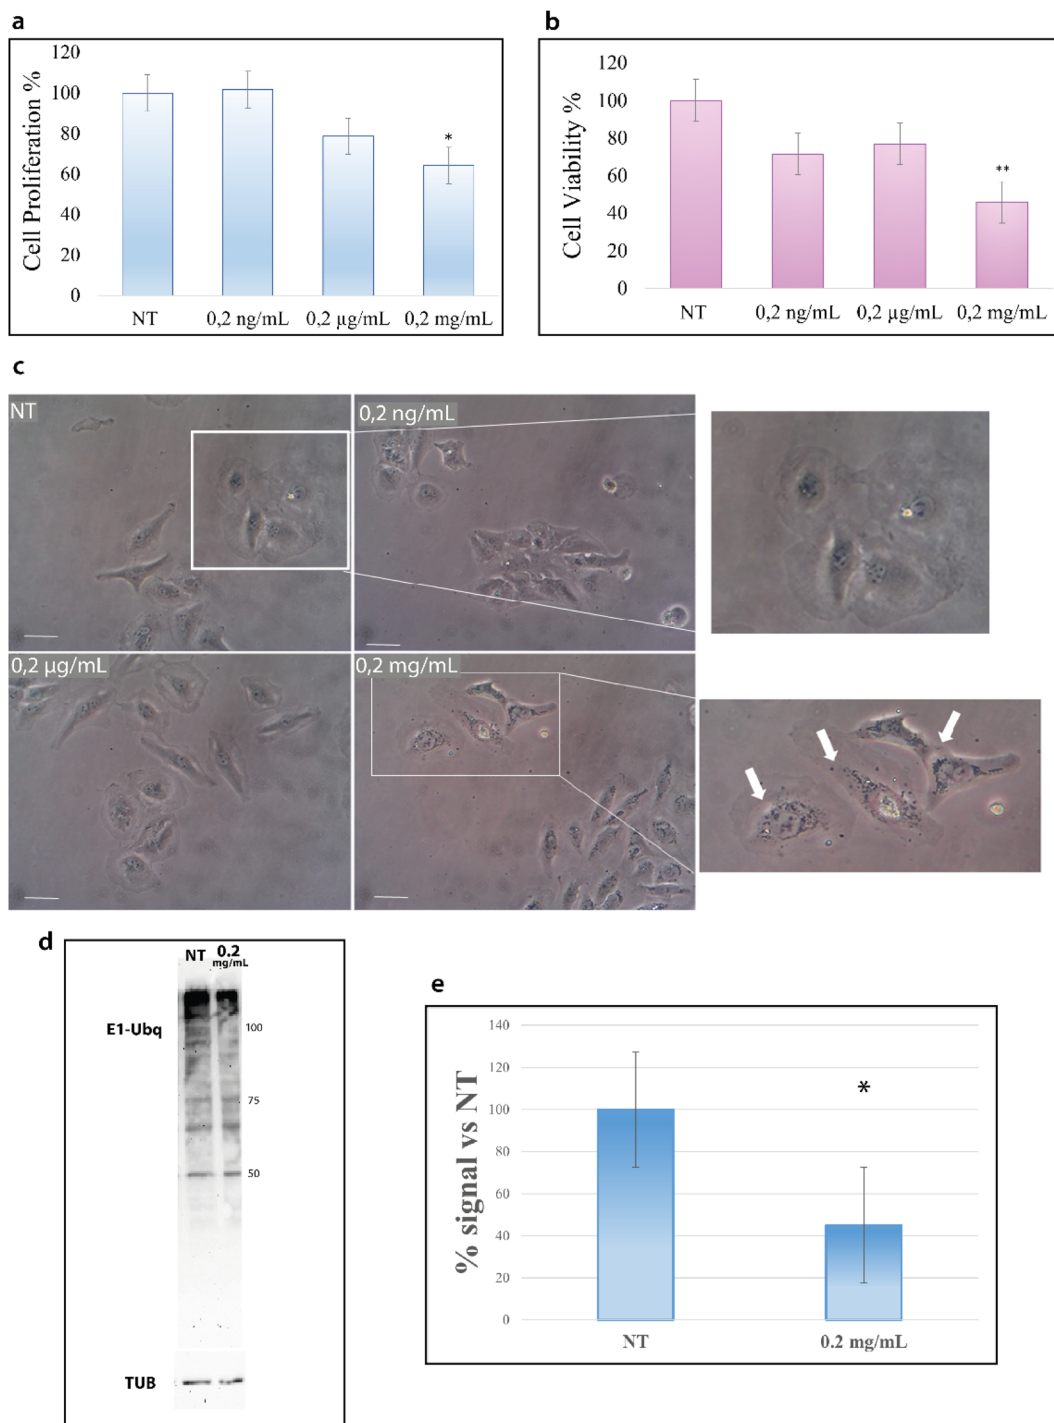 a
120
100
80
60
40
20
0
Cell Proliferation %
*
NT
0,2 ng/mL
0,2 µg/mL
0,2 mg/mL
b
120
100
80
60
40
20
0
Cell Viability %
**
NT
0,2 ng/mL
0,2 µg/mL
0,2 mg/mL
c
NT
0,2 ng/mL
0,2 µg/mL
0,2 mg/mL
d
NT
0.2
mg/mL
E1-Ubq
100
75
50
TUB
e
140
120
100
80
60
40
20
0
% signal vs NT
*
NT
0.2 mg/mL